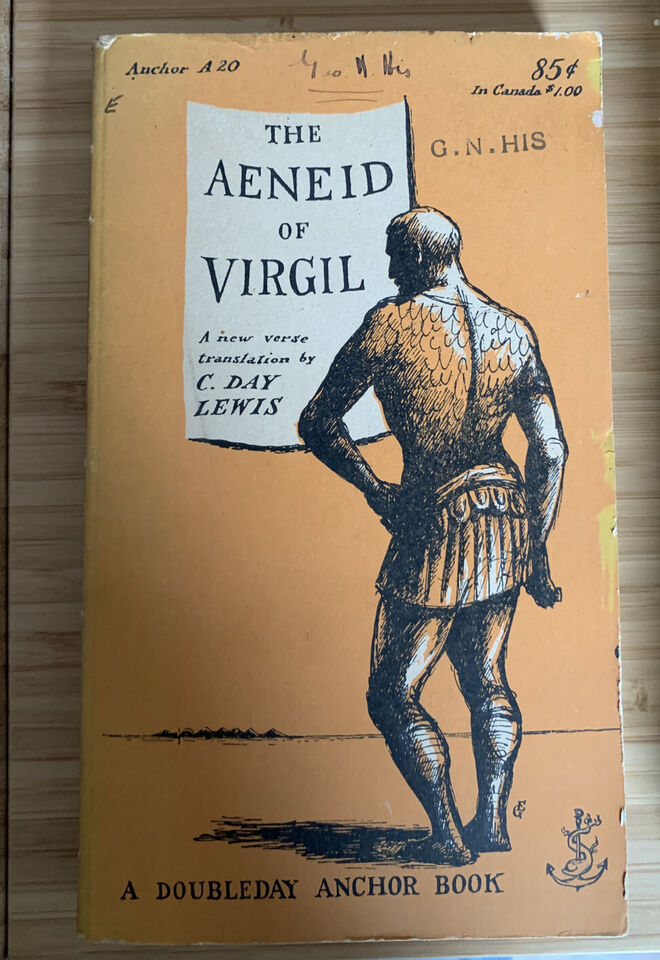 Anchor A20
Geo. N. His
85¢
In Canada $1.00
E
G. N. HIS
THE
AENEID
OF
VIRGIL
A new verse
translation by
C. DAY
LEWIS
EG
A DOUBLEDAY ANCHOR BOOK